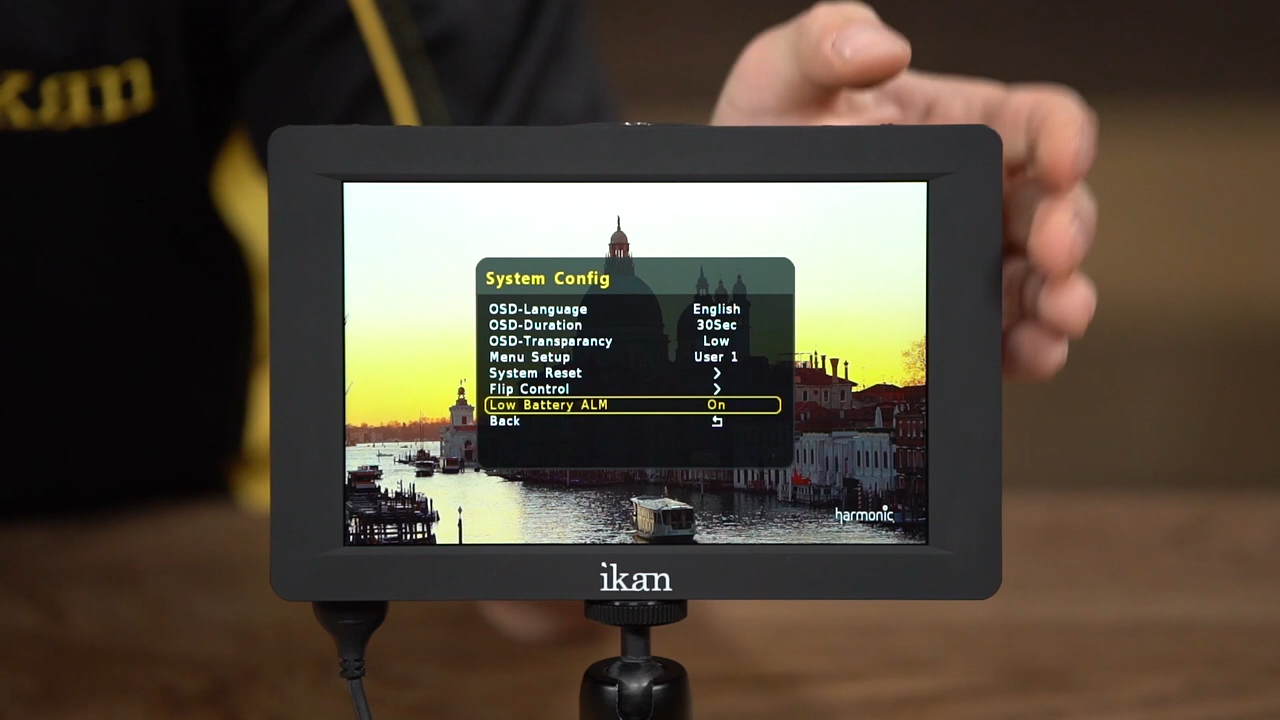 ikan
System Config
OSD-Language English
OSD-Duration 30Sec
OSD-Transparancy Low
Menu Setup User 1
System Reset >
Flip Control >
Low Battery ALM On
Back
harmonic
ikan